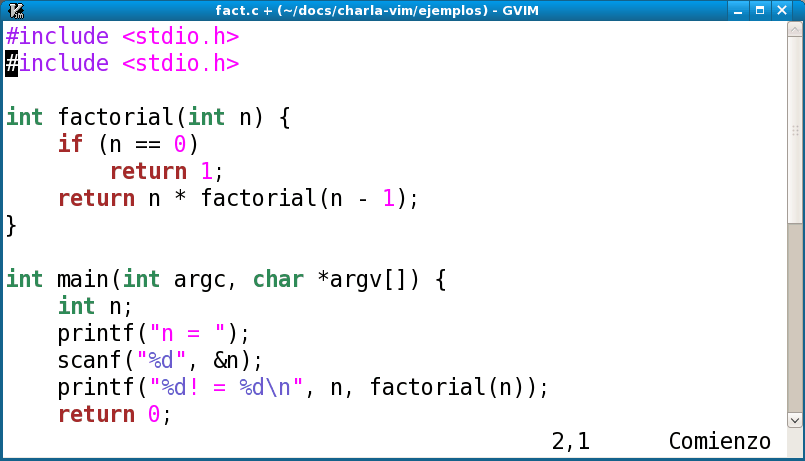 fact.c + (~/docs/charla-vim/ejemplos) - GVIM
#include <stdio.h>
#include <stdio.h>

int factorial(int n) {
    if (n == 0)
        return 1;
    return n * factorial(n - 1);
}

int main(int argc, char *argv[]) {
    int n;
    printf("n = ");
    scanf("%d", &n);
    printf("%d! = %d\n", n, factorial(n));
    return 0;
2,1 Comienzo